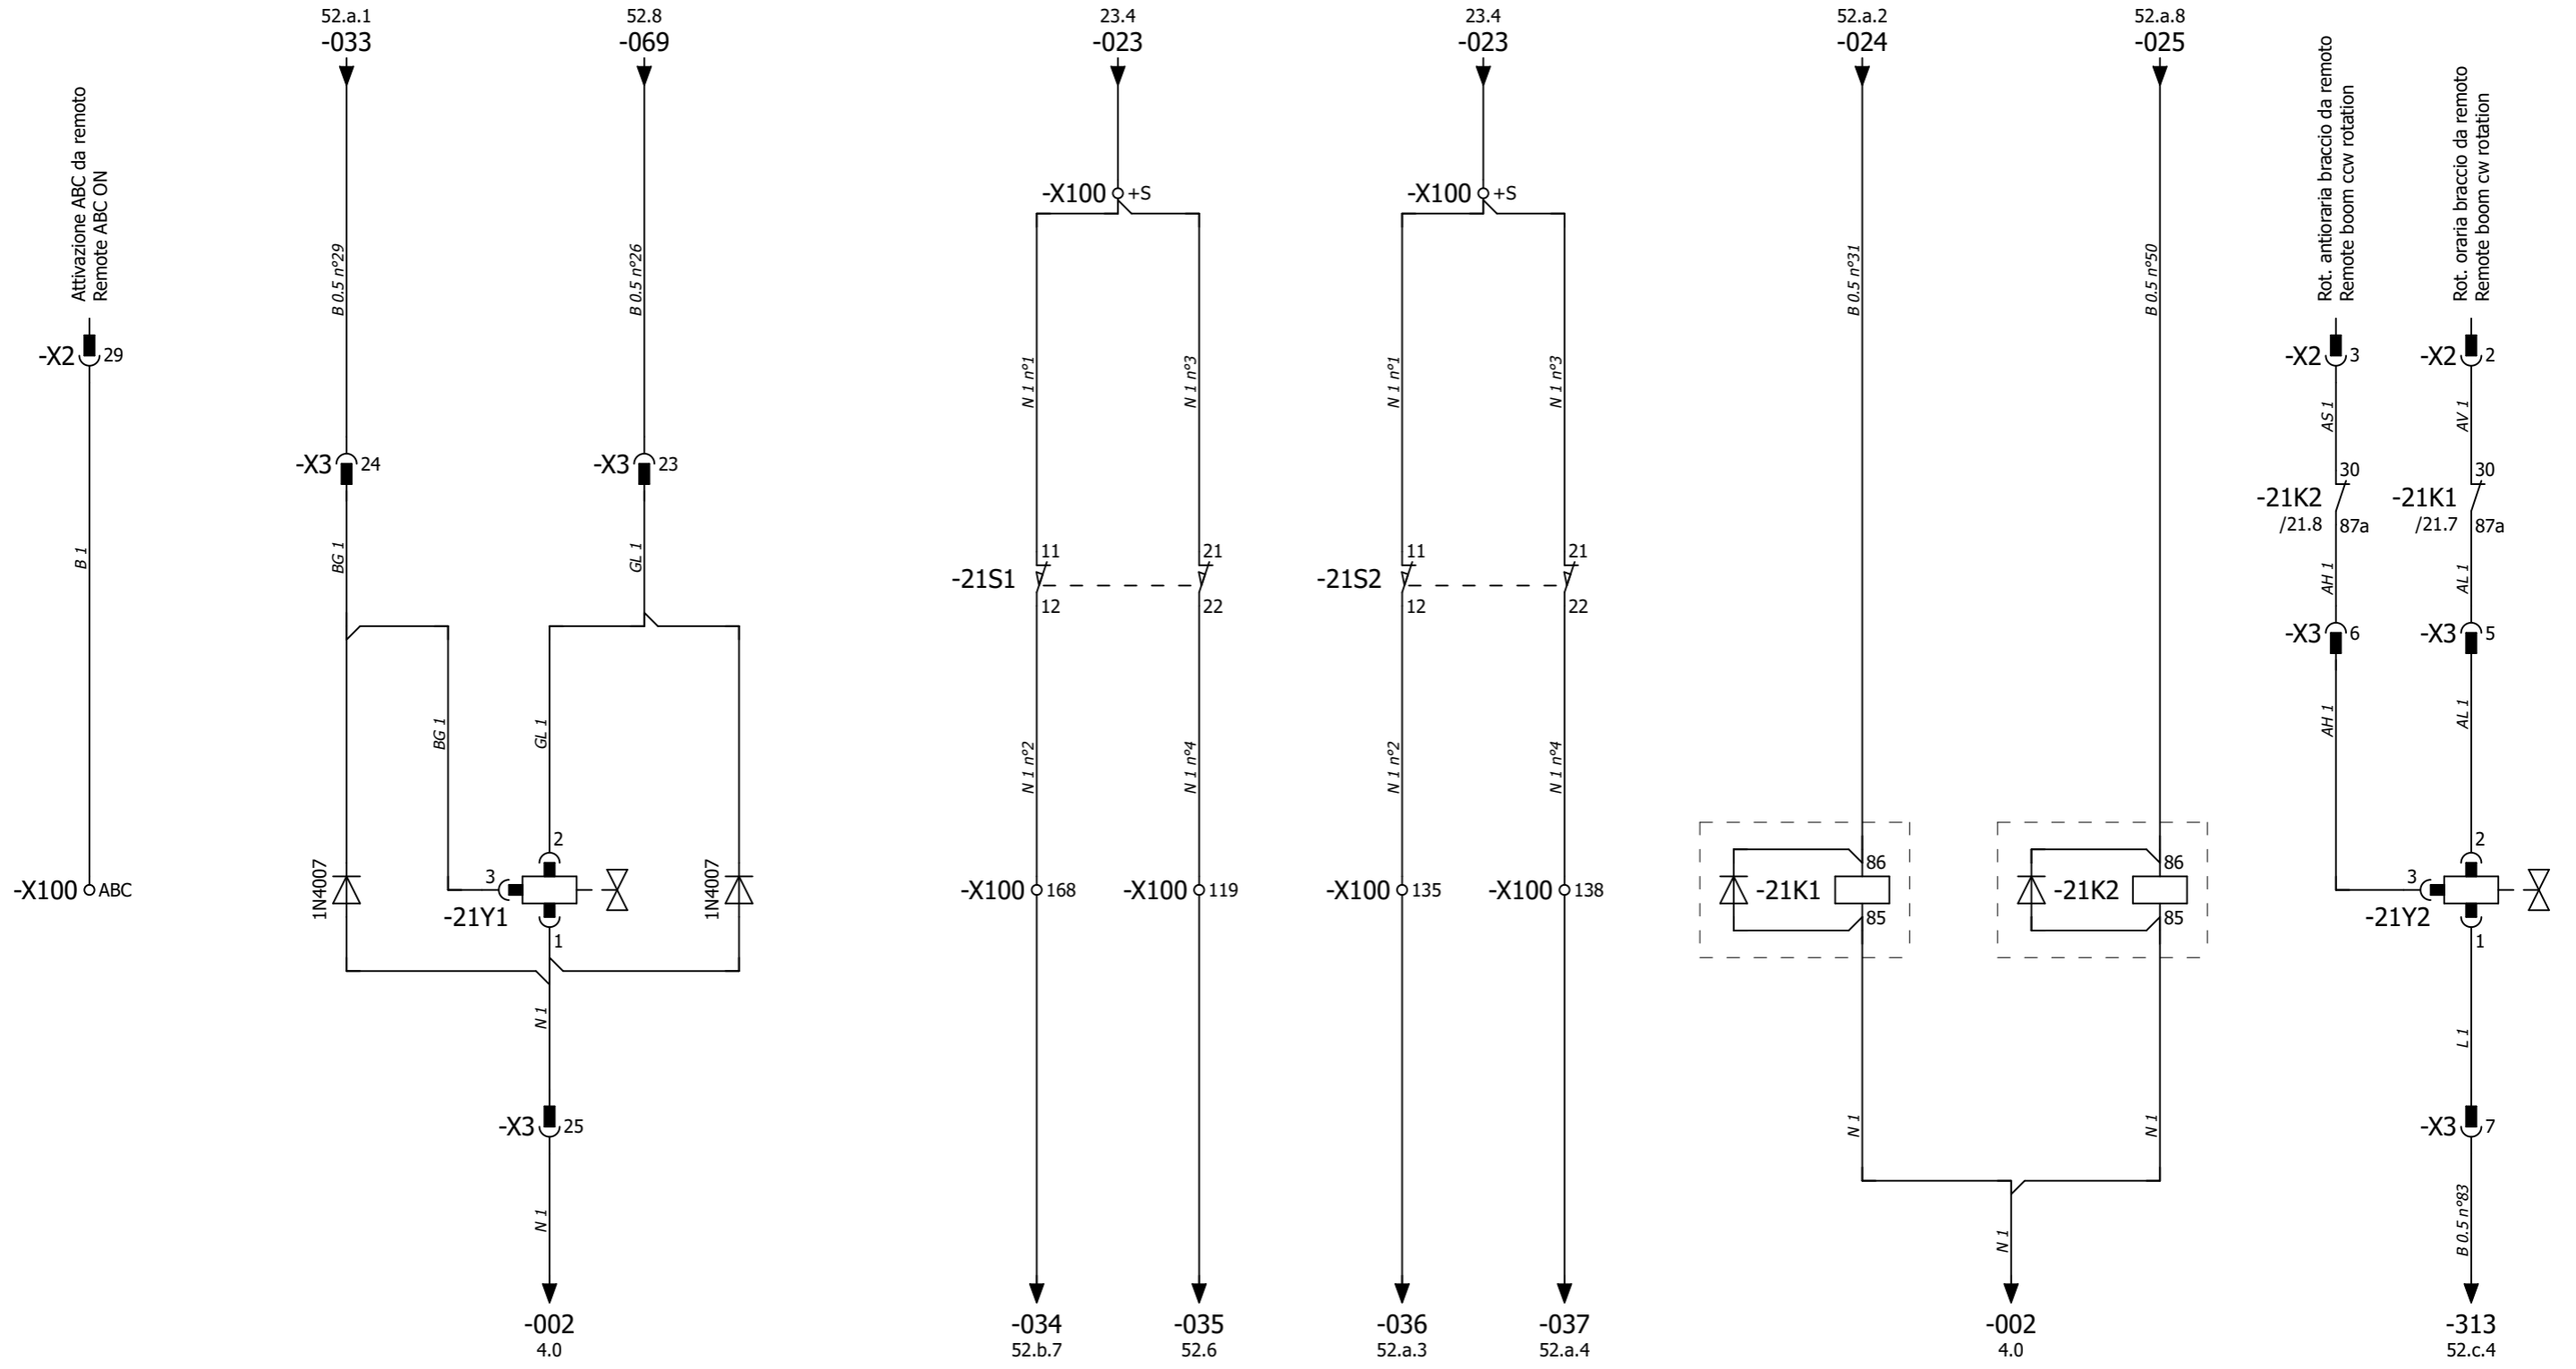 52.a.1
-033
52.8
-069
23.4
-023
23.4
-023
52.a.2
-024
52.a.8
-025
Attivazione ABC da remoto
Remote ABC ON
Rot. antioraria braccio da remoto
Remote boom ccw rotation
Rot. oraria braccio da remoto
Remote boom cw rotation
-X100 +S
-X100 +S
B 0.5 n°29
B 0.5 n°26
B 0.5 n°31
B 0.5 n°50
-X2 29
-X2 3
-X2 2
N 1 n°1
N 1 n°3
N 1 n°1
N 1 n°3
AS 1
AV 1
-X3 24
-X3 23
30
30
-21K2
/21.8
87a
-21K1
/21.7
87a
B 1
BG 1
GL 1
11
21
11
21
-21S1
-21S2
12
22
12
22
AH 1
AL 1
-X3 6
-X3 5
BG 1
GL 1
N 1 n°2
N 1 n°4
N 1 n°2
N 1 n°4
AH 1
AL 1
2
2
-X100 ABC
1N4007
3
-21Y1
1
1N4007
-X100 168
-X100 119
-X100 135
-X100 138
86
-21K1
85
86
-21K2
85
3
-21Y2
1
N 1
L 1
-X3 25
N 1
N 1
-X3 7
N 1
N 1
B 0.5 n°83
-002
4.0
-034
52.b.7
-035
52.6
-036
52.a.3
-037
52.a.4
-002
4.0
-313
52.c.4